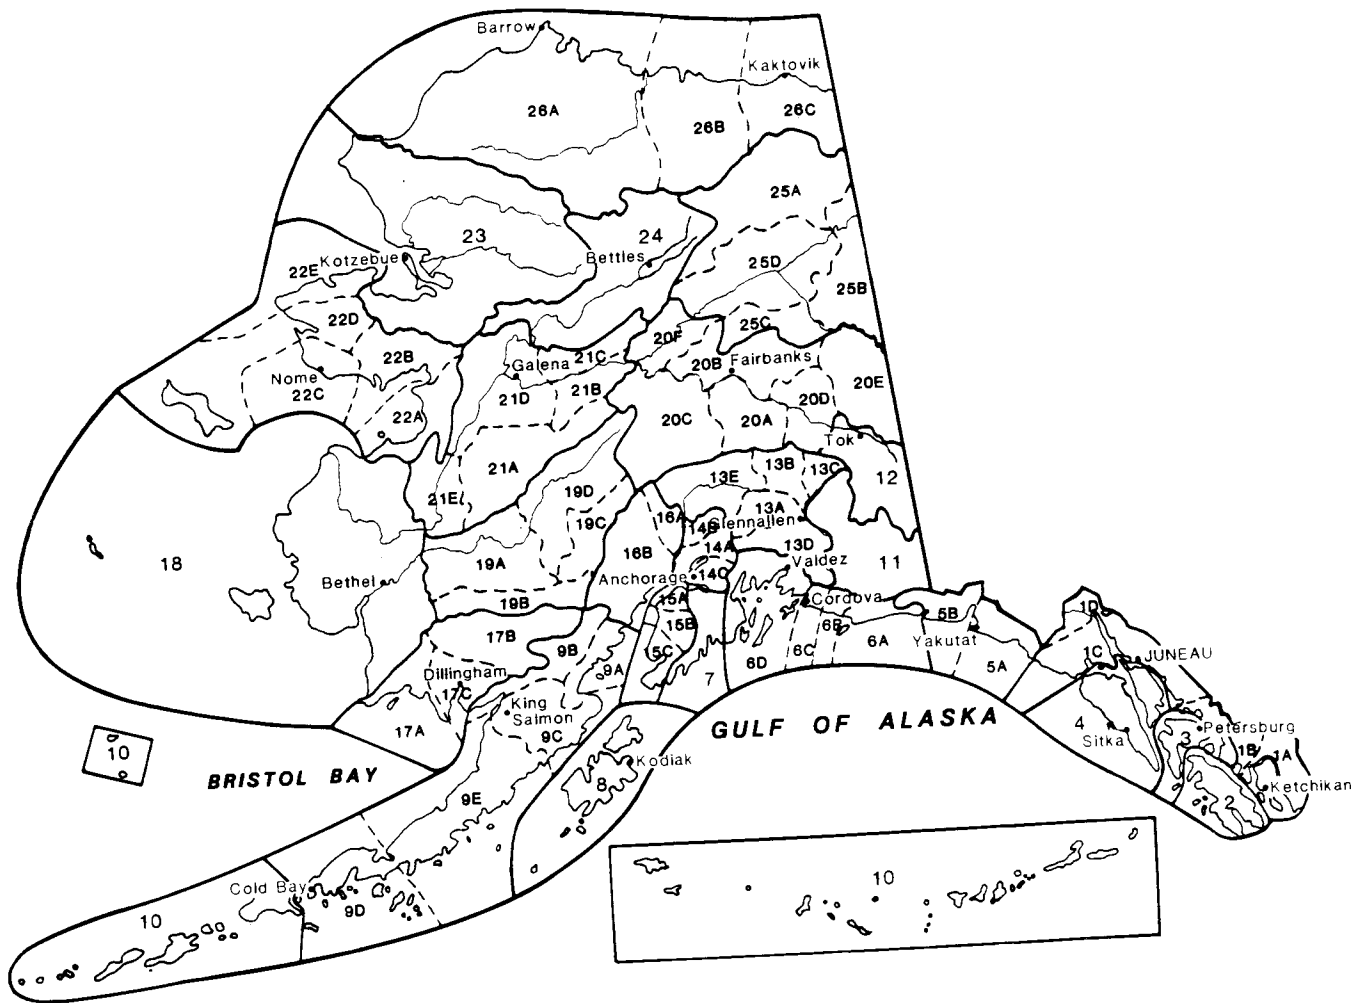 Barrow
Kaktovik
26A
26B
26C
25A
23
24
Kotzebue
Bettles
22E
25D
25B
22D
25C
20F
22B
21C
20B
Fairbanks
Galena
Nome
22C
21D
21B
20E
20D
22A
20C
20A
Tok
21A
13B
13C
13E
12
21E
19D
16A
13A
19C
14B
Glennallen
16B
14A
13D
18
19A
11
Valdez
Bethel
Anchorage
14C
15A
Cordova
19B
5B
1D
15B
6B
17B
Yakutat
9B
15C
6A
1C
JUNEAU
9A
6D
6C
5A
Dillingham
17C
7
King
Salmon
GULF OF ALASKA
4
Petersburg
17A
9C
Sitka
3
10
1B
1A
Kodiak
BRISTOL BAY
8
Ketchikan
9E
2
10
Cold Bay
9D
10